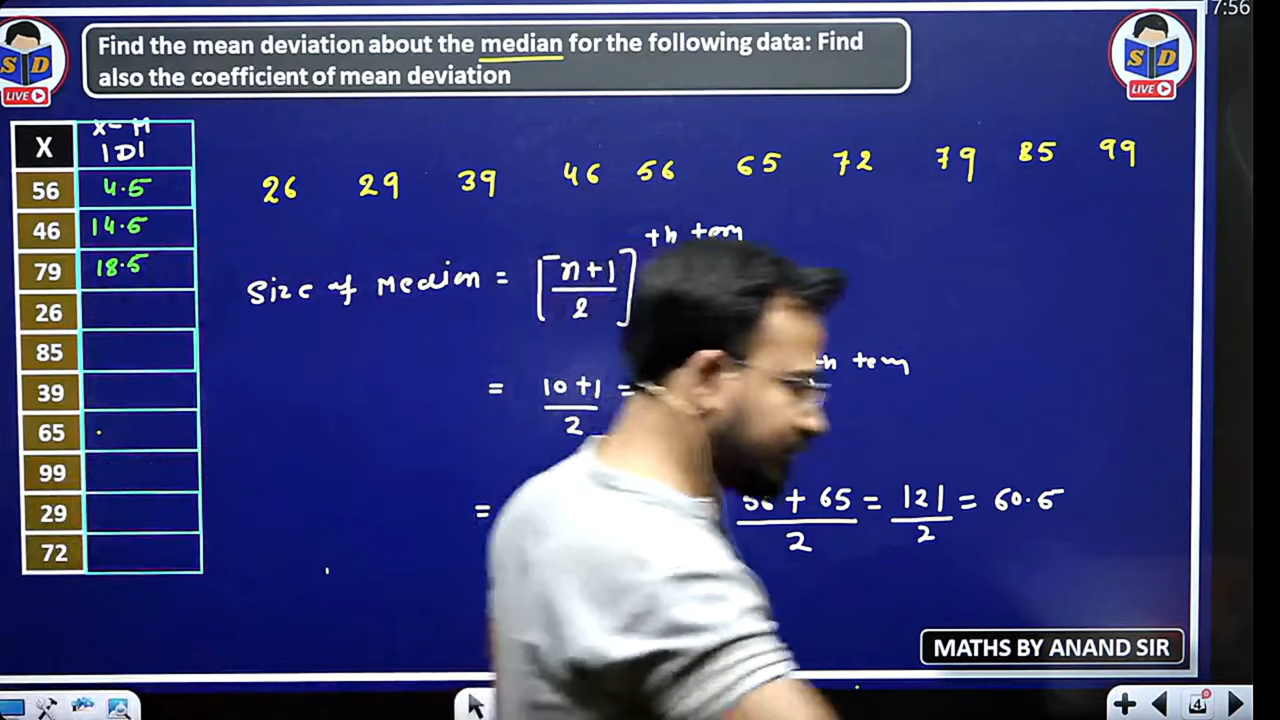 7:56
Find the mean deviation about the median for the following data: Find
also the coefficient of mean deviation
S D
LIVE
S D
LIVE
X
X-M
|D|
56 4.5
46 14.5
79 18.5
26
85
39
65
99
29
72
26 29 39 46 56 65 72 79 85 99
Size of Median = [n+1/2]th term
= 10+1/2 = th term
= 56+65/2 = 121/2 = 60.5
MATHS BY ANAND SIR
4